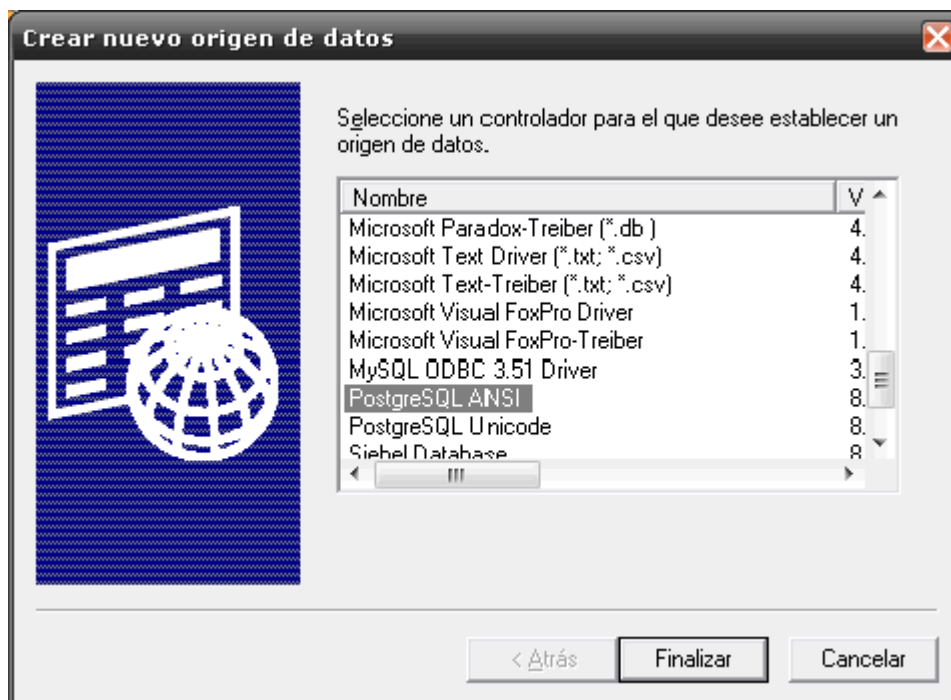 Crear nuevo origen de datos
Seleccione un controlador para el que desee establecer un
origen de datos.
Nombre V
Microsoft Paradox-Treiber (*.db ) 4.
Microsoft Text Driver (*.txt; *.csv) 4.
Microsoft Text-Treiber (*.txt; *.csv) 4.
Microsoft Visual FoxPro Driver 1.
Microsoft Visual FoxPro-Treiber 1.
MySQL ODBC 3.51 Driver 3.
PostgreSQL ANSI 8.
PostgreSQL Unicode 8.
Siebel Database 8
< Atrás Finalizar Cancelar